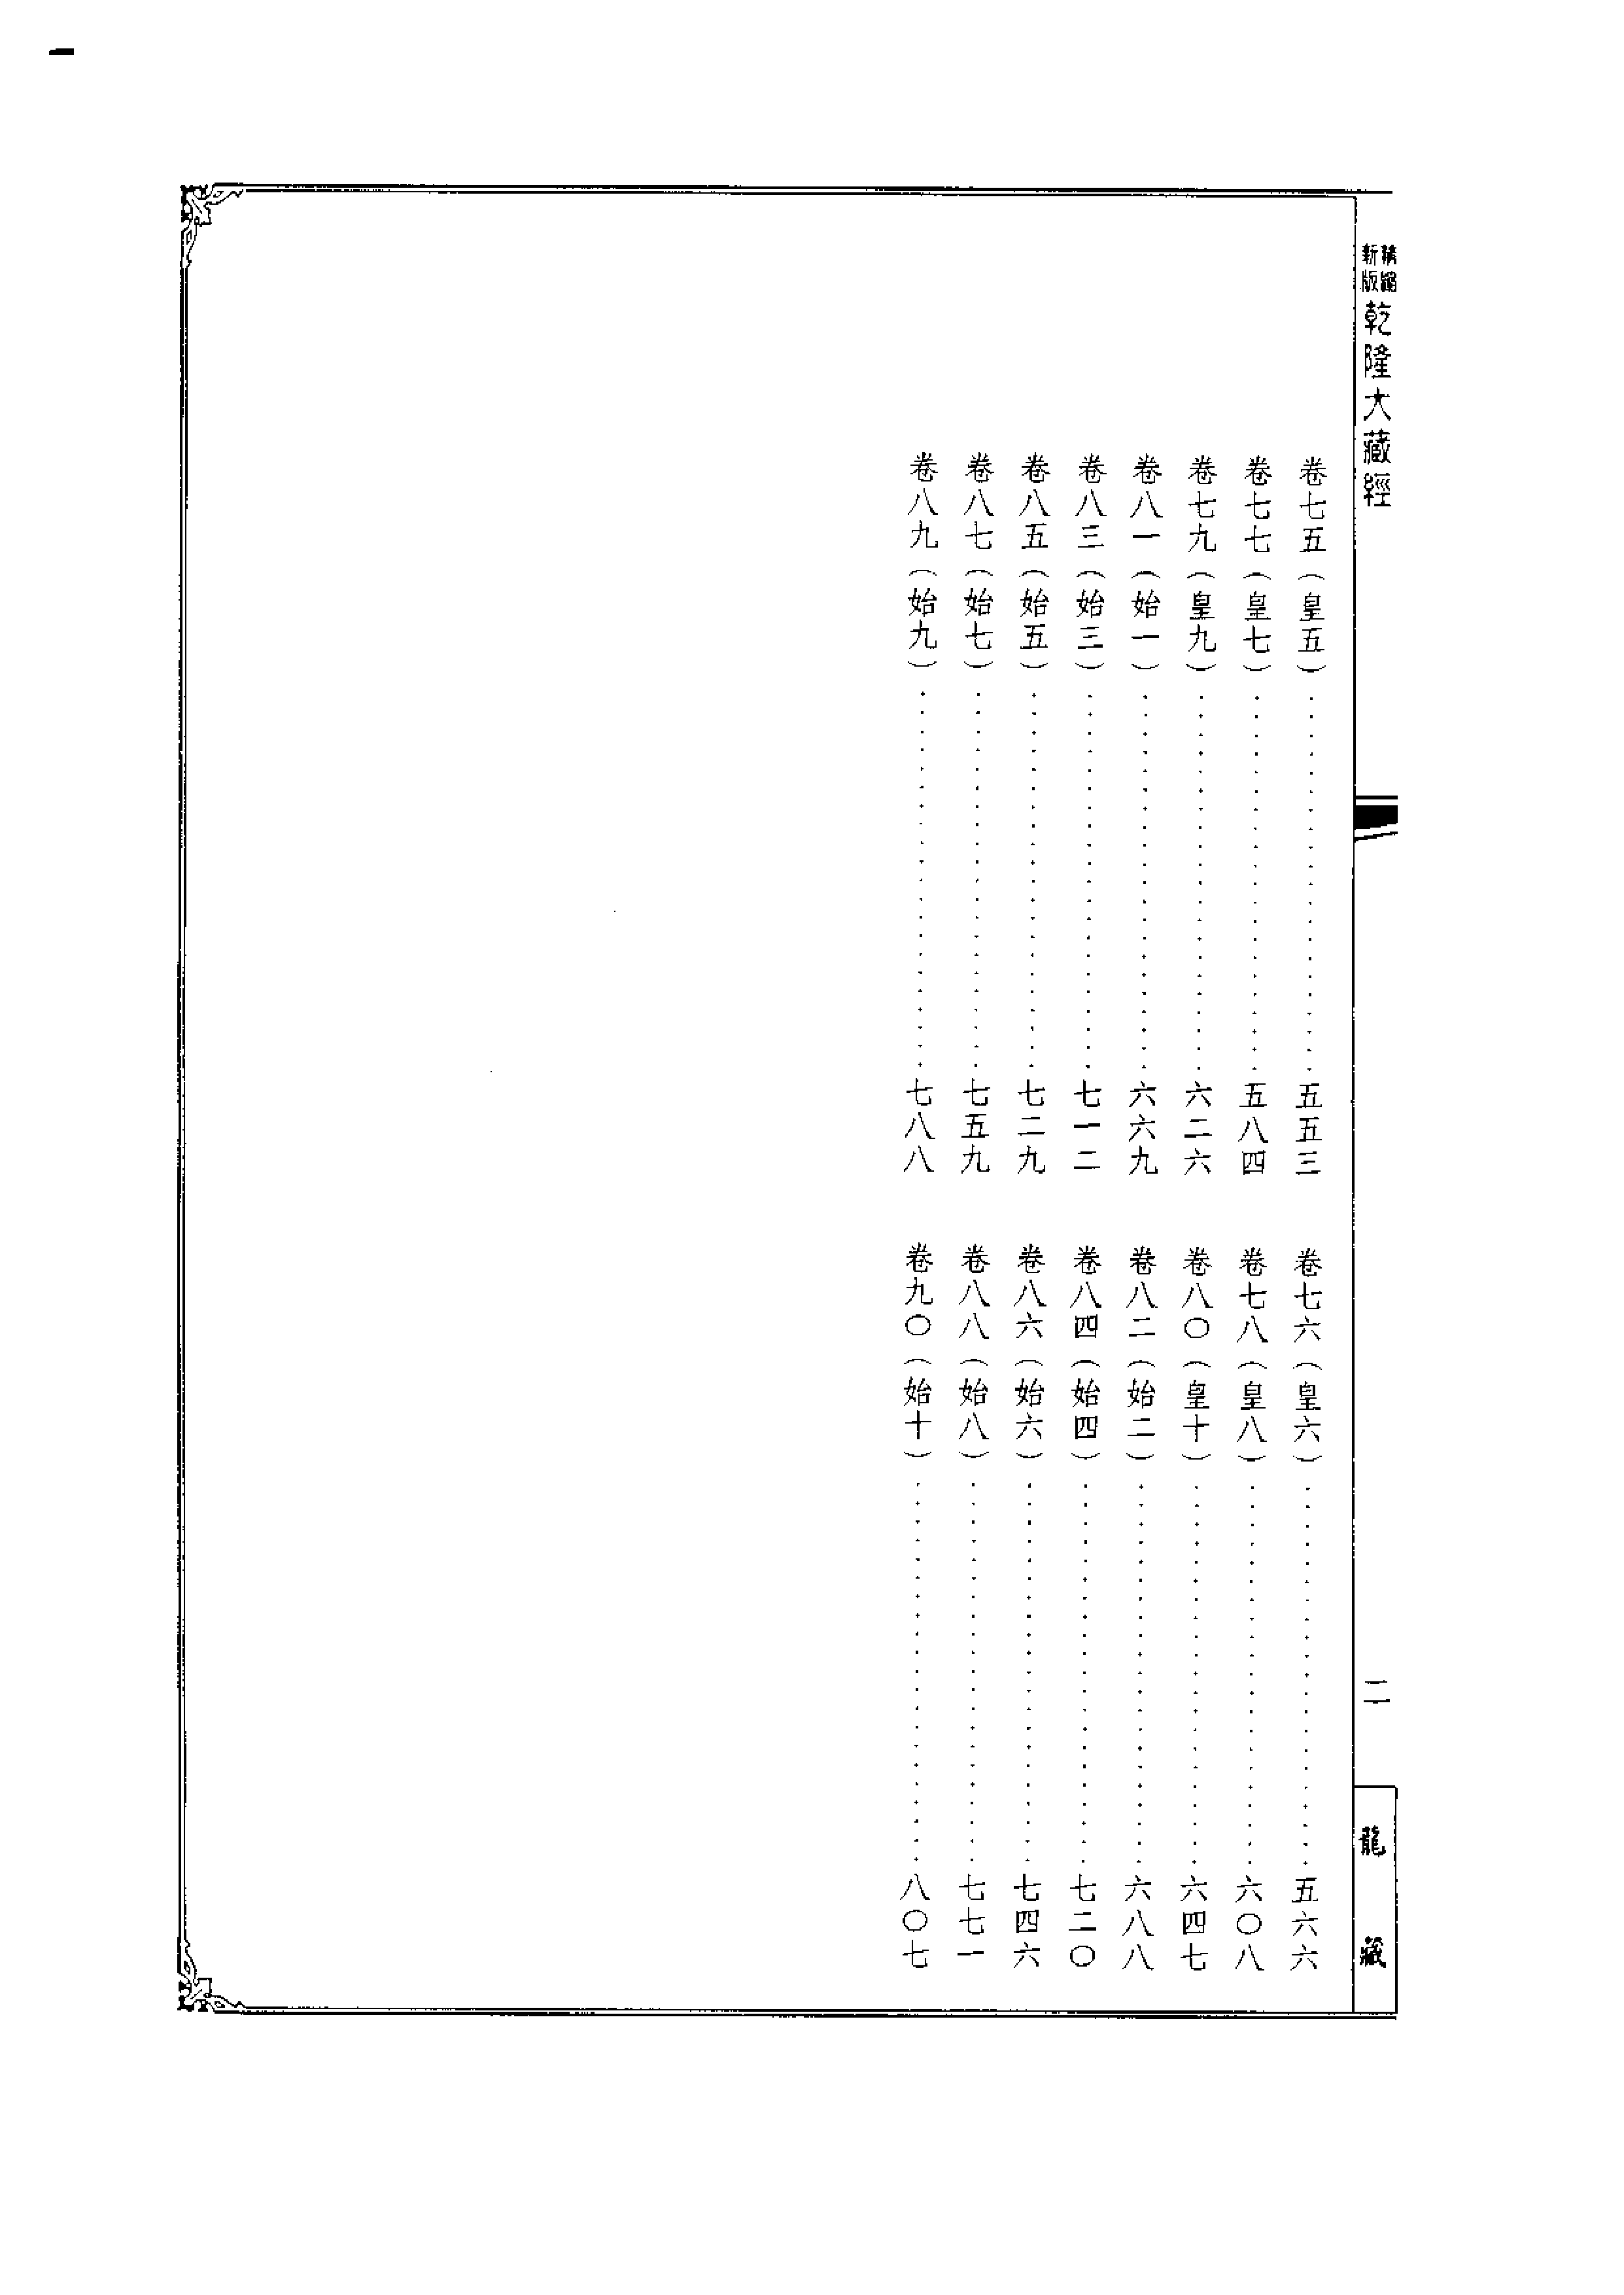 精縮
新版
乾隆大藏經
二
龍藏
卷七五（皇五）……五五三
卷七六（皇六）……五六六
卷七七（皇七）……五八四
卷七八（皇八）……六〇八
卷七九（皇九）……六二六
卷八〇（皇十）……六四七
卷八一（始一）……六六九
卷八二（始二）……六八八
卷八三（始三）……七一二
卷八四（始四）……七二〇
卷八五（始五）……七二九
卷八六（始六）……七四六
卷八七（始七）……七五九
卷八八（始八）……七七一
卷八九（始九）……七八八
卷九〇（始十）……八〇七